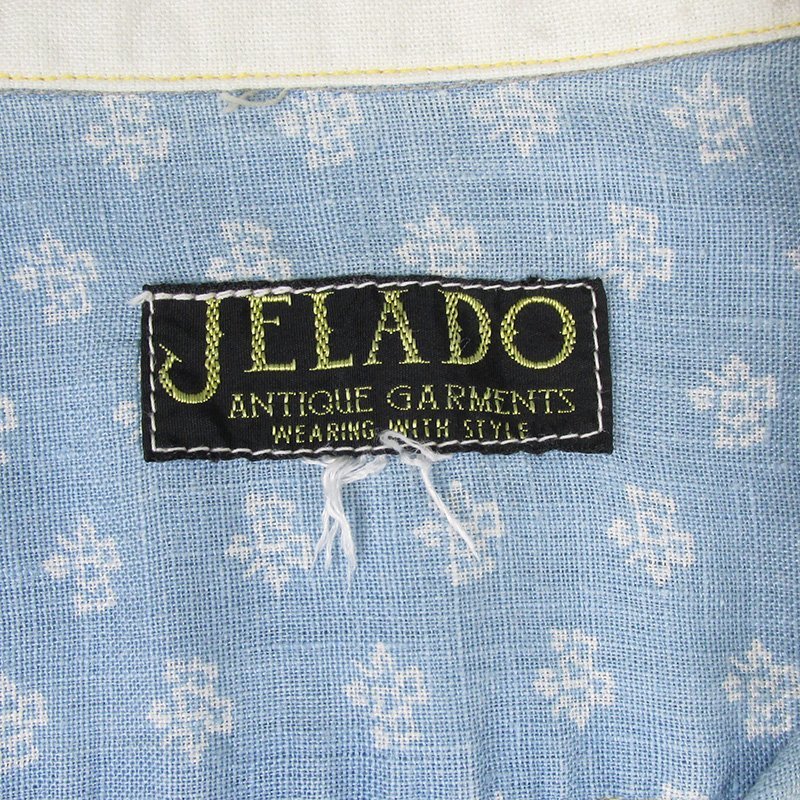 JELADO
ANTIQUE GARMENTS
WEARING WITH STYLE